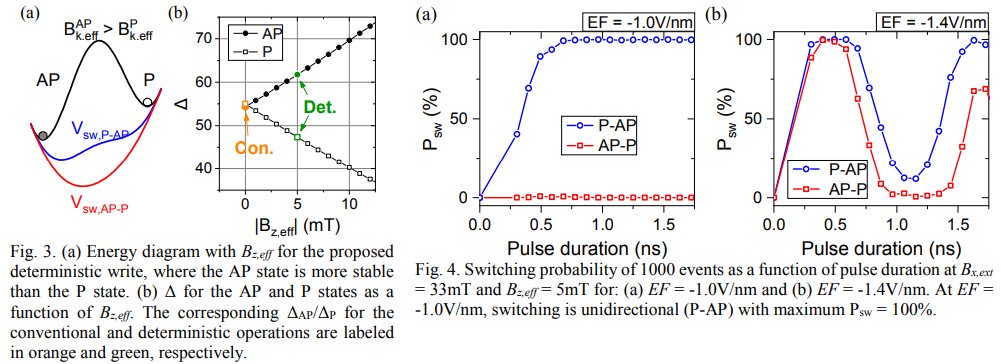 (a)
B^AP_k.eff > B^P_k.eff
AP
P
V_sw,P-AP
V_sw,AP-P
(b)
AP
P
Det.
Con.
Δ
70
60
50
40
0
5
10
|B_z,eff| (mT)
Fig. 3. (a) Energy diagram with B_z,eff for the proposed
deterministic write, where the AP state is more stable
than the P state. (b) Δ for the AP and P states as a
function of B_z,eff. The corresponding Δ_AP/Δ_P for the
conventional and deterministic operations are labeled
in orange and green, respectively.
(a)
EF = -1.0V/nm
P_sw (%)
100
50
0
P-AP
AP-P
0.0
0.5
1.0
1.5
Pulse duration (ns)
(b)
EF = -1.4V/nm
P_sw (%)
100
50
0
P-AP
AP-P
0.0
0.5
1.0
1.5
Pulse duration (ns)
Fig. 4. Switching probability of 1000 events as a function of pulse duration at B_x,ext
= 33mT and B_z,eff = 5mT for: (a) EF = -1.0V/nm and (b) EF = -1.4V/nm. At EF =
-1.0V/nm, switching is unidirectional (P-AP) with maximum P_sw = 100%.